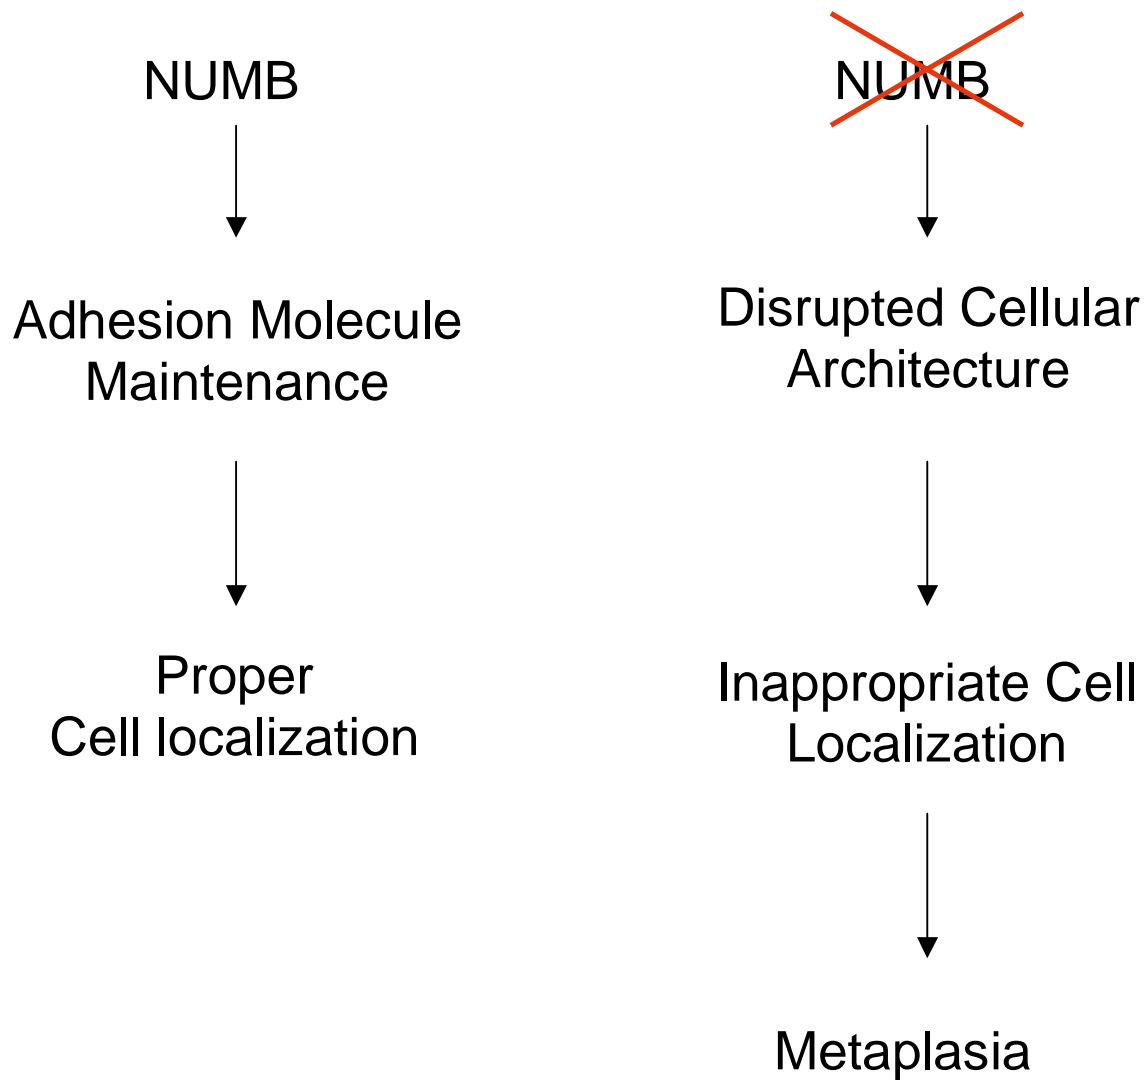 NUMB
Adhesion Molecule
Maintenance
Proper
Cell localization
NUMB
Disrupted Cellular
Architecture
Inappropriate Cell
Localization
Metaplasia